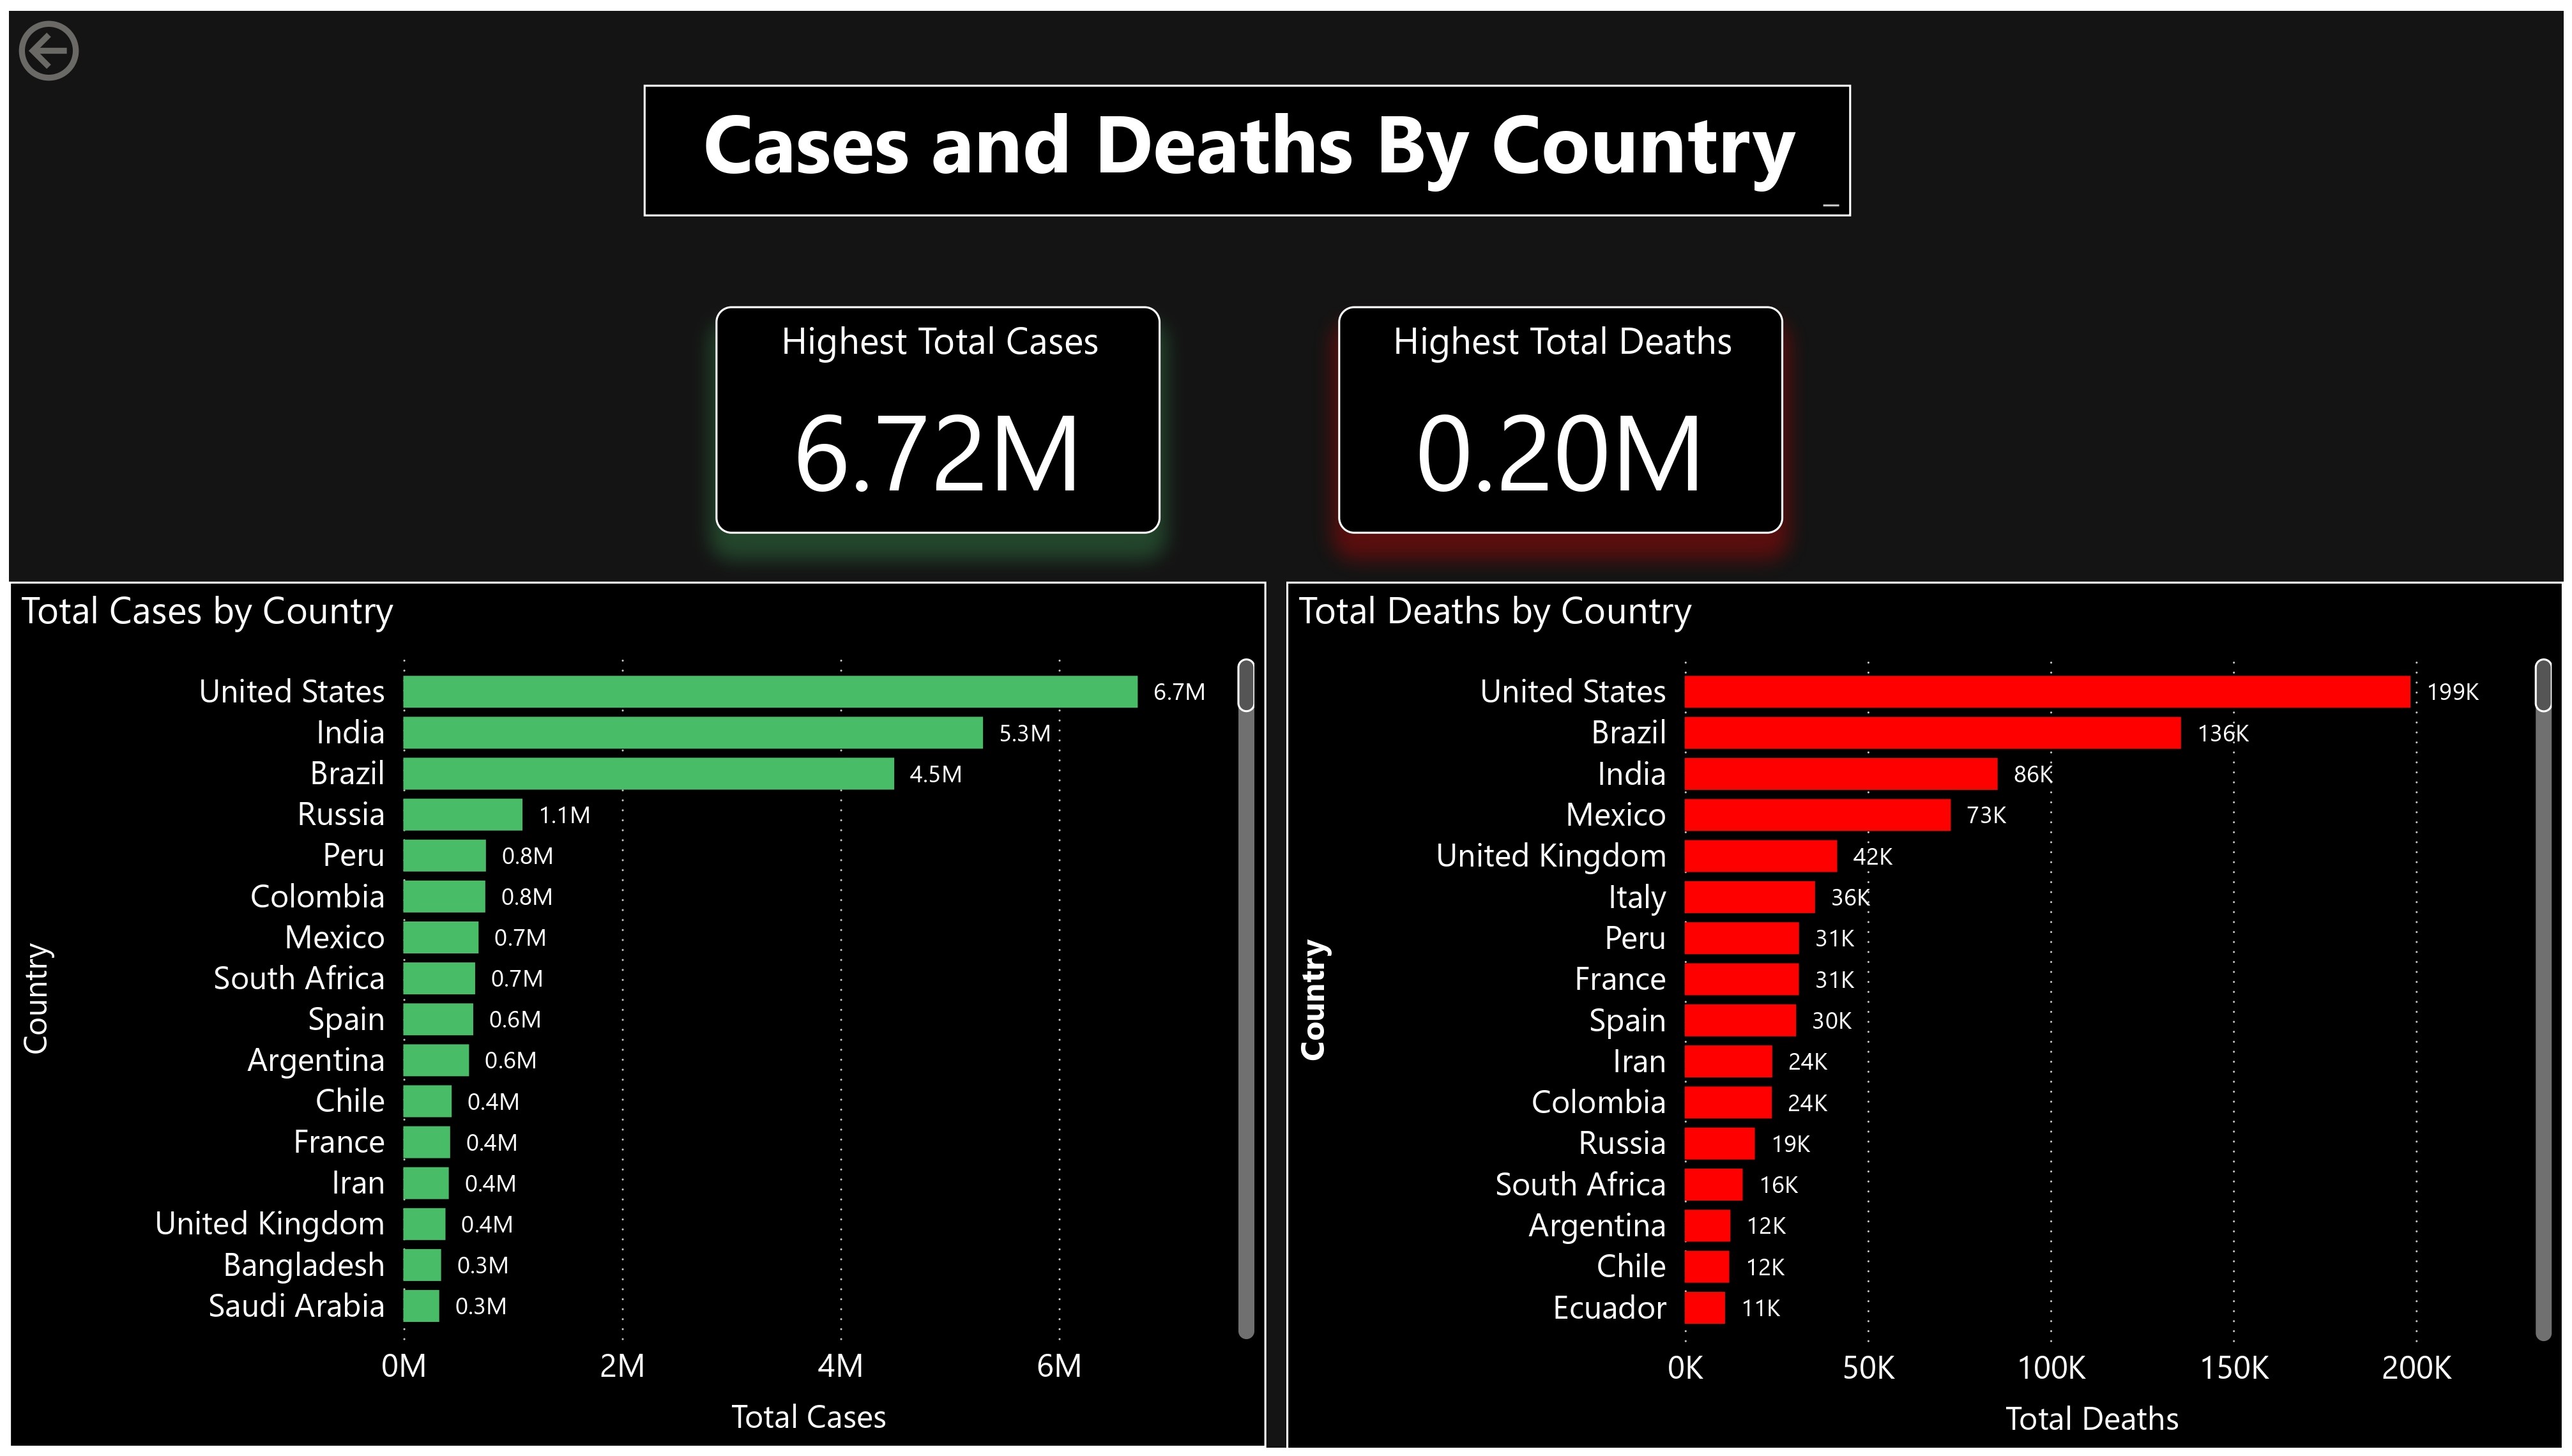 Cases and Deaths By Country
_
Highest Total Cases
6.72M
Highest Total Deaths
0.20M
Total Cases by Country
Country
United States 6.7M
India 5.3M
Brazil 4.5M
Russia 1.1M
Peru 0.8M
Colombia 0.8M
Mexico 0.7M
South Africa 0.7M
Spain 0.6M
Argentina 0.6M
Chile 0.4M
France 0.4M
Iran 0.4M
United Kingdom 0.4M
Bangladesh 0.3M
Saudi Arabia 0.3M
0M 2M 4M 6M
Total Cases
Total Deaths by Country
Country
United States 199K
Brazil 136K
India 86K
Mexico 73K
United Kingdom 42K
Italy 36K
Peru 31K
France 31K
Spain 30K
Iran 24K
Colombia 24K
Russia 19K
South Africa 16K
Argentina 12K
Chile 12K
Ecuador 11K
0K 50K 100K 150K 200K
Total Deaths